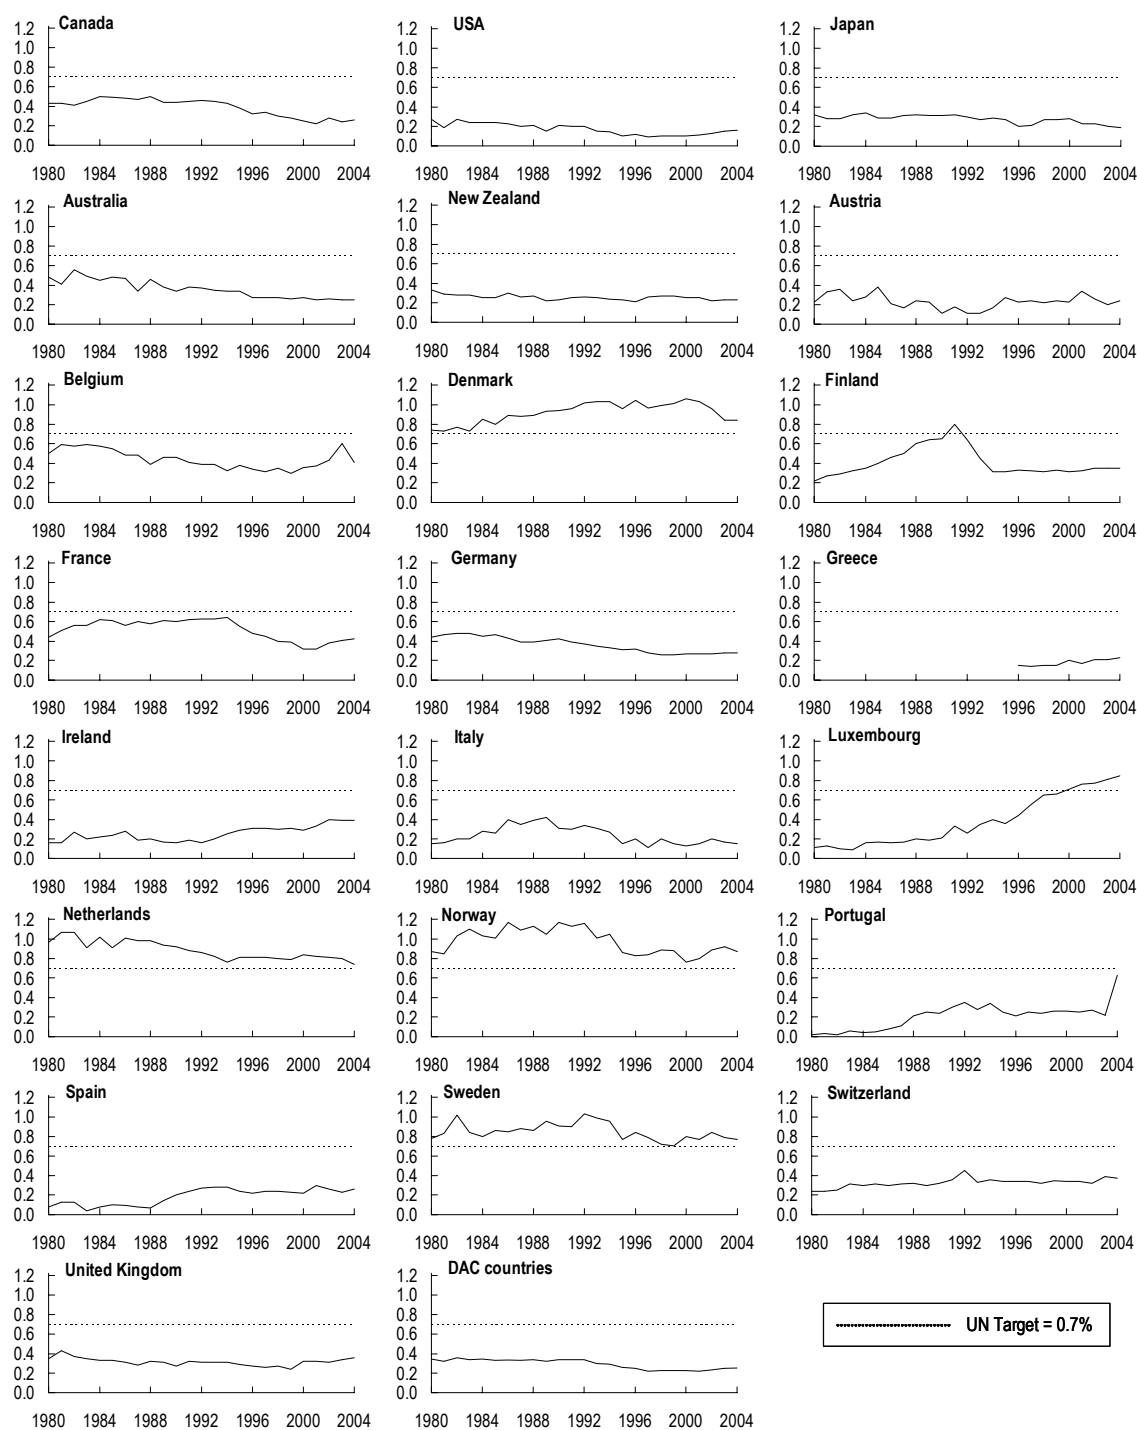 Canada USA Japan
1.2 1.2 1.2
1.0 1.0 1.0
0.8 0.8 0.8
0.6 0.6 0.6
0.4 0.4 0.4
0.2 0.2 0.2
0.0 0.0 0.0
1980 1984 1988 1992 1996 2000 2004 1980 1984 1988 1992 1996 2000 2004 1980 1984 1988 1992 1996 2000 2004
Australia New Zealand Austria
1.2 1.2 1.2
1.0 1.0 1.0
0.8 0.8 0.8
0.6 0.6 0.6
0.4 0.4 0.4
0.2 0.2 0.2
0.0 0.0 0.0
1980 1984 1988 1992 1996 2000 2004 1980 1984 1988 1992 1996 2000 2004 1980 1984 1988 1992 1996 2000 2004
Belgium Denmark Finland
1.2 1.2 1.2
1.0 1.0 1.0
0.8 0.8 0.8
0.6 0.6 0.6
0.4 0.4 0.4
0.2 0.2 0.2
0.0 0.0 0.0
1980 1984 1988 1992 1996 2000 2004 1980 1984 1988 1992 1996 2000 2004 1980 1984 1988 1992 1996 2000 2004
France Germany Greece
1.2 1.2 1.2
1.0 1.0 1.0
0.8 0.8 0.8
0.6 0.6 0.6
0.4 0.4 0.4
0.2 0.2 0.2
0.0 0.0 0.0
1980 1984 1988 1992 1996 2000 2004 1980 1984 1988 1992 1996 2000 2004 1980 1984 1988 1992 1996 2000 2004
Ireland Italy Luxembourg
1.2 1.2 1.2
1.0 1.0 1.0
0.8 0.8 0.8
0.6 0.6 0.6
0.4 0.4 0.4
0.2 0.2 0.2
0.0 0.0 0.0
1980 1984 1988 1992 1996 2000 2004 1980 1984 1988 1992 1996 2000 2004 1980 1984 1988 1992 1996 2000 2004
Netherlands Norway Portugal
1.2 1.2 1.2
1.0 1.0 1.0
0.8 0.8 0.8
0.6 0.6 0.6
0.4 0.4 0.4
0.2 0.2 0.2
0.0 0.0 0.0
1980 1984 1988 1992 1996 2000 2004 1980 1984 1988 1992 1996 2000 2004 1980 1984 1988 1992 1996 2000 2004
Spain Sweden Switzerland
1.2 1.2 1.2
1.0 1.0 1.0
0.8 0.8 0.8
0.6 0.6 0.6
0.4 0.4 0.4
0.2 0.2 0.2
0.0 0.0 0.0
1980 1984 1988 1992 1996 2000 2004 1980 1984 1988 1992 1996 2000 2004 1980 1984 1988 1992 1996 2000 2004
United Kingdom DAC countries
1.2 1.2
1.0 1.0
0.8 0.8
0.6 0.6
0.4 0.4
0.2 0.2
0.0 0.0
1980 1984 1988 1992 1996 2000 2004 1980 1984 1988 1992 1996 2000 2004
UN Target = 0.7%